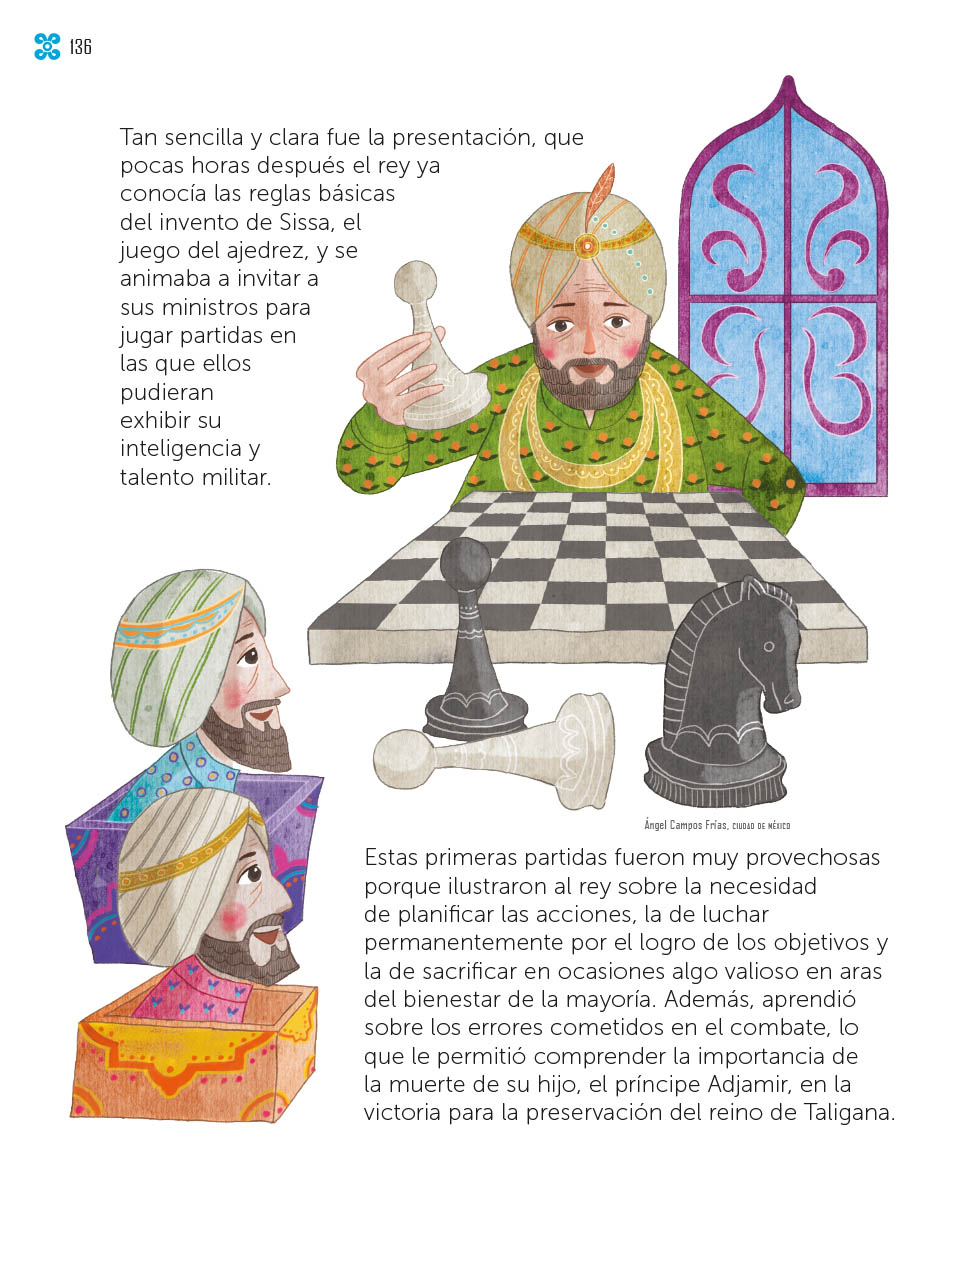 136
Tan sencilla y clara fue la presentación, que
pocas horas después el rey ya
conocía las reglas básicas
del invento de Sissa, el
juego del ajedrez, y se
animaba a invitar a
sus ministros para
jugar partidas en
las que ellos
pudieran
exhibir su
inteligencia y
talento militar.
Ángel Campos Frías, CIUDAD DE MÉXICO
Estas primeras partidas fueron muy provechosas
porque ilustraron al rey sobre la necesidad
de planificar las acciones, la de luchar
permanentemente por el logro de los objetivos y
la de sacrificar en ocasiones algo valioso en aras
del bienestar de la mayoría. Además, aprendió
sobre los errores cometidos en el combate, lo
que le permitió comprender la importancia de
la muerte de su hijo, el príncipe Adjamir, en la
victoria para la preservación del reino de Taligana.